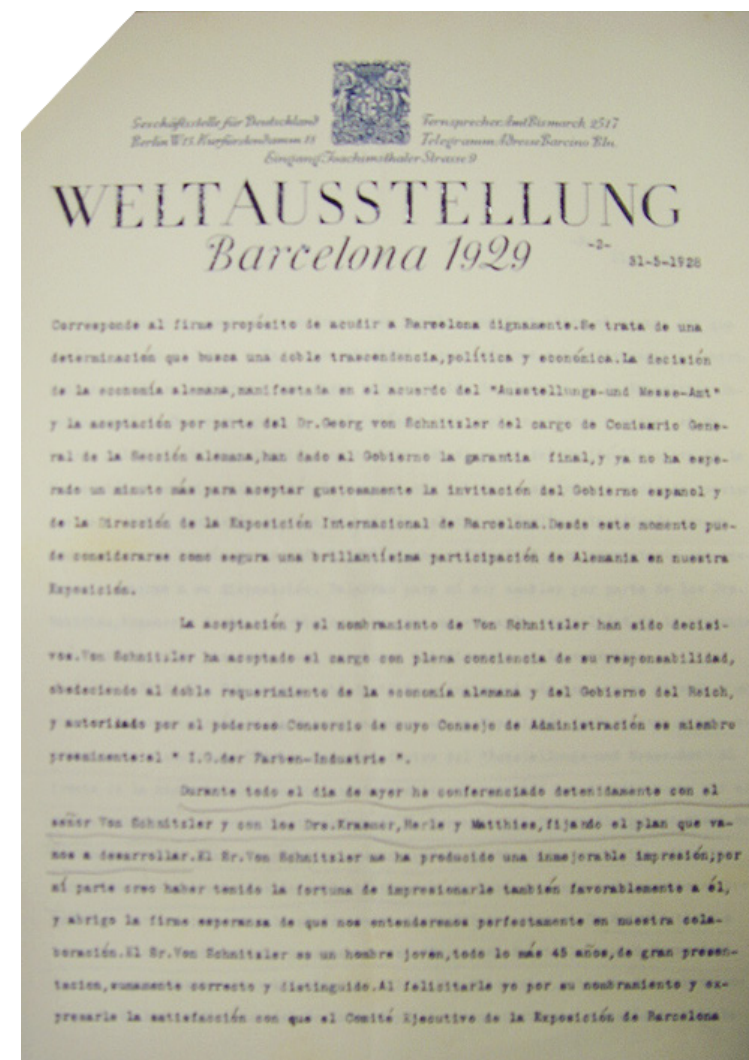 Geschäftsstelle für Deutschland
Berlin W15. Kurfürstendamm
Fernsprecher: Amt Bismarck 2517
Telegramm-Adresse Barcino Bln.
Eingang Joachimsthaler Strasse 9
WELTAUSSTELLUNG
Barcelona 1929
-2-
31-5-1928
Corresponde al firme propósito de acudir a Barcelona dignamente.Se trata de una
determinación que busca una doble trascendencia,política y económica.La decisión
de la economía alemana,manifestada en el acuerdo del "Ausstellungs-und Messe-Amt"
y la aceptación por parte del Dr.Georg von Schnitzler del cargo de Comisario Gene-
ral de la Sección alemana,han dado al Gobierno la garantia final,y ya no ha espe-
rado un minuto más para aceptar gustosamente la invitación del Gobierno espanol y
de la Dirección de la Exposición Internacional de Barcelona.Desde este momento pue-
de considerarse como segura una brillantísima participación de Alemania en nuestra
Exposición.
La aceptación y el nombramiento de Von Schnitzler han sido decisi-
vos.Von Schnitzler ha aceptado el cargo con plena conciencia de su responsabilidad,
obedeciendo al doble requerimiento de la economía alemana y del Gobierno del Reich,
y autorizado por el poderoso Consorcio de cuyo Consejo de Administración es miembro
preeminente:el " I.G.der Farben-Industrie ".
Durante todo el día de ayer he conferenciado detenidamente con el
señor Von Schnitzler y con los Drs.Kraemer,Herle y Matthies,fijando el plan que va-
mos a desarrollar.El Sr.Von Schnitzler me ha producido una inmejorable impresión;por
mí parte creo haber tenido la fortuna de impresionarle también favorablemente a él,
y abrigo la firme esperanza de que nos entenderemos perfectamente en nuestra cola-
boración.El Sr.Von Schnitzler es un hombre joven,todo lo más 45 años,de gran presen-
tacion,sumamente correcto y distinguido.Al felicitarle yo por su nombramiento y ex-
presarle la satisfacción con que el Comité Ejecutivo de la Exposición de Barcelona